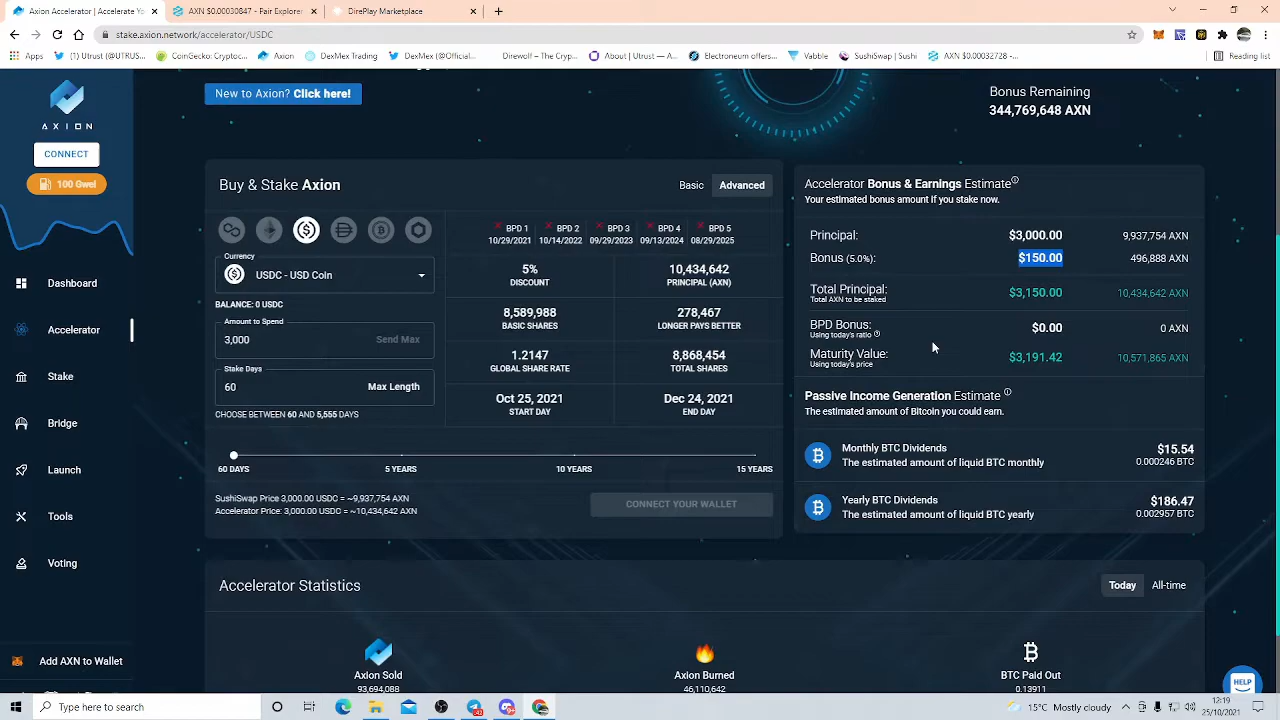 Axion Accelerator | Accelerate Yo
AXN $0.00030847 - Fair Explorer
DirePlay Marketplace
stake.axion.network/accelerator/USDC
Apps
(1) Utrust (@UTRUS...
Cryptocurrency Pric...
Axion
DexMex Trading
DexMex (@Official...
Direwolf – The Cryp...
About | Utrust — A...
Electroneum offers...
Vabble
Sushi | Sushi
AXN $0.00032728 -...
Reading list
AXION
CONNECT
100 Gwei
Dashboard
Accelerator
Stake
Bridge
Launch
Tools
Voting
Add AXN to Wallet
New to Axion? Click here!
Bonus Remaining
344,769,648 AXN
Buy & Stake Axion
Basic
Advanced
Currency
USDC - USD Coin
BALANCE: 0 USDC
Amount to Spend
3,000
Send Max
Stake Days
60
Max Length
CHOOSE BETWEEN 60 AND 5,555 DAYS
BPD 1
10/29/2021
BPD 2
10/14/2022
BPD 3
09/29/2023
BPD 4
09/13/2024
BPD 5
08/29/2025
5%
DISCOUNT
10,434,642
PRINCIPAL (AXN)
8,589,988
BASIC SHARES
278,467
LONGER PAYS BETTER
1.2147
GLOBAL SHARE RATE
8,868,454
TOTAL SHARES
Oct 25, 2021
START DAY
Dec 24, 2021
END DAY
60 DAYS
5 YEARS
10 YEARS
15 YEARS
SushiSwap Price 3,000.00 USDC = ~9,937,754 AXN
Accelerator Price: 3,000.00 USDC = ~10,434,642 AXN
CONNECT YOUR WALLET
Accelerator Bonus & Earnings Estimate
Your estimated bonus amount If you stake now.
Principal: $3,000.00 9,937,754 AXN
Bonus (5.0%): $150.00 496,888 AXN
Total Principal: $3,150.00 10,434,642 AXN
Total AXN to be staked
BPD Bonus: $0.00 0 AXN
Using today's ratio
Maturity Value: $3,191.42 10,571,865 AXN
Using today's price
Passive Income Generation Estimate
The estimated amount of Bitcoin you could earn.
Monthly BTC Dividends $15.54
The estimated amount of liquid BTC monthly 0.000246 BTC
Yearly BTC Dividends $186.47
The estimated amount of liquid BTC yearly 0.002957 BTC
Accelerator Statistics
Today
All-time
Axion Sold
93,694,088
Axion Burned
46,110,642
BTC Paid Out
0.13911
HELP
Type here to search
15°C Mostly cloudy
12:19
25/10/2021